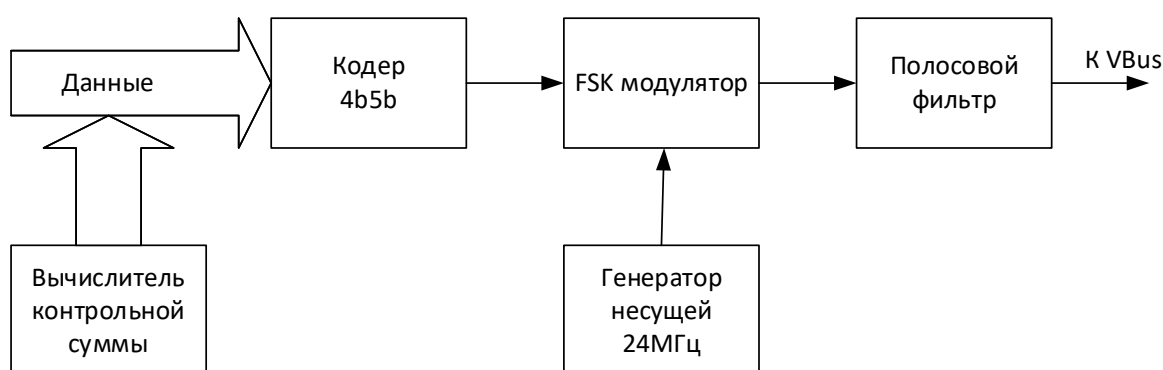 Данные
Кодер
4b5b
FSK модулятор
Полосовой
фильтр
К VBus
Вычислитель
контрольной
суммы
Генератор
несущей
24МГц